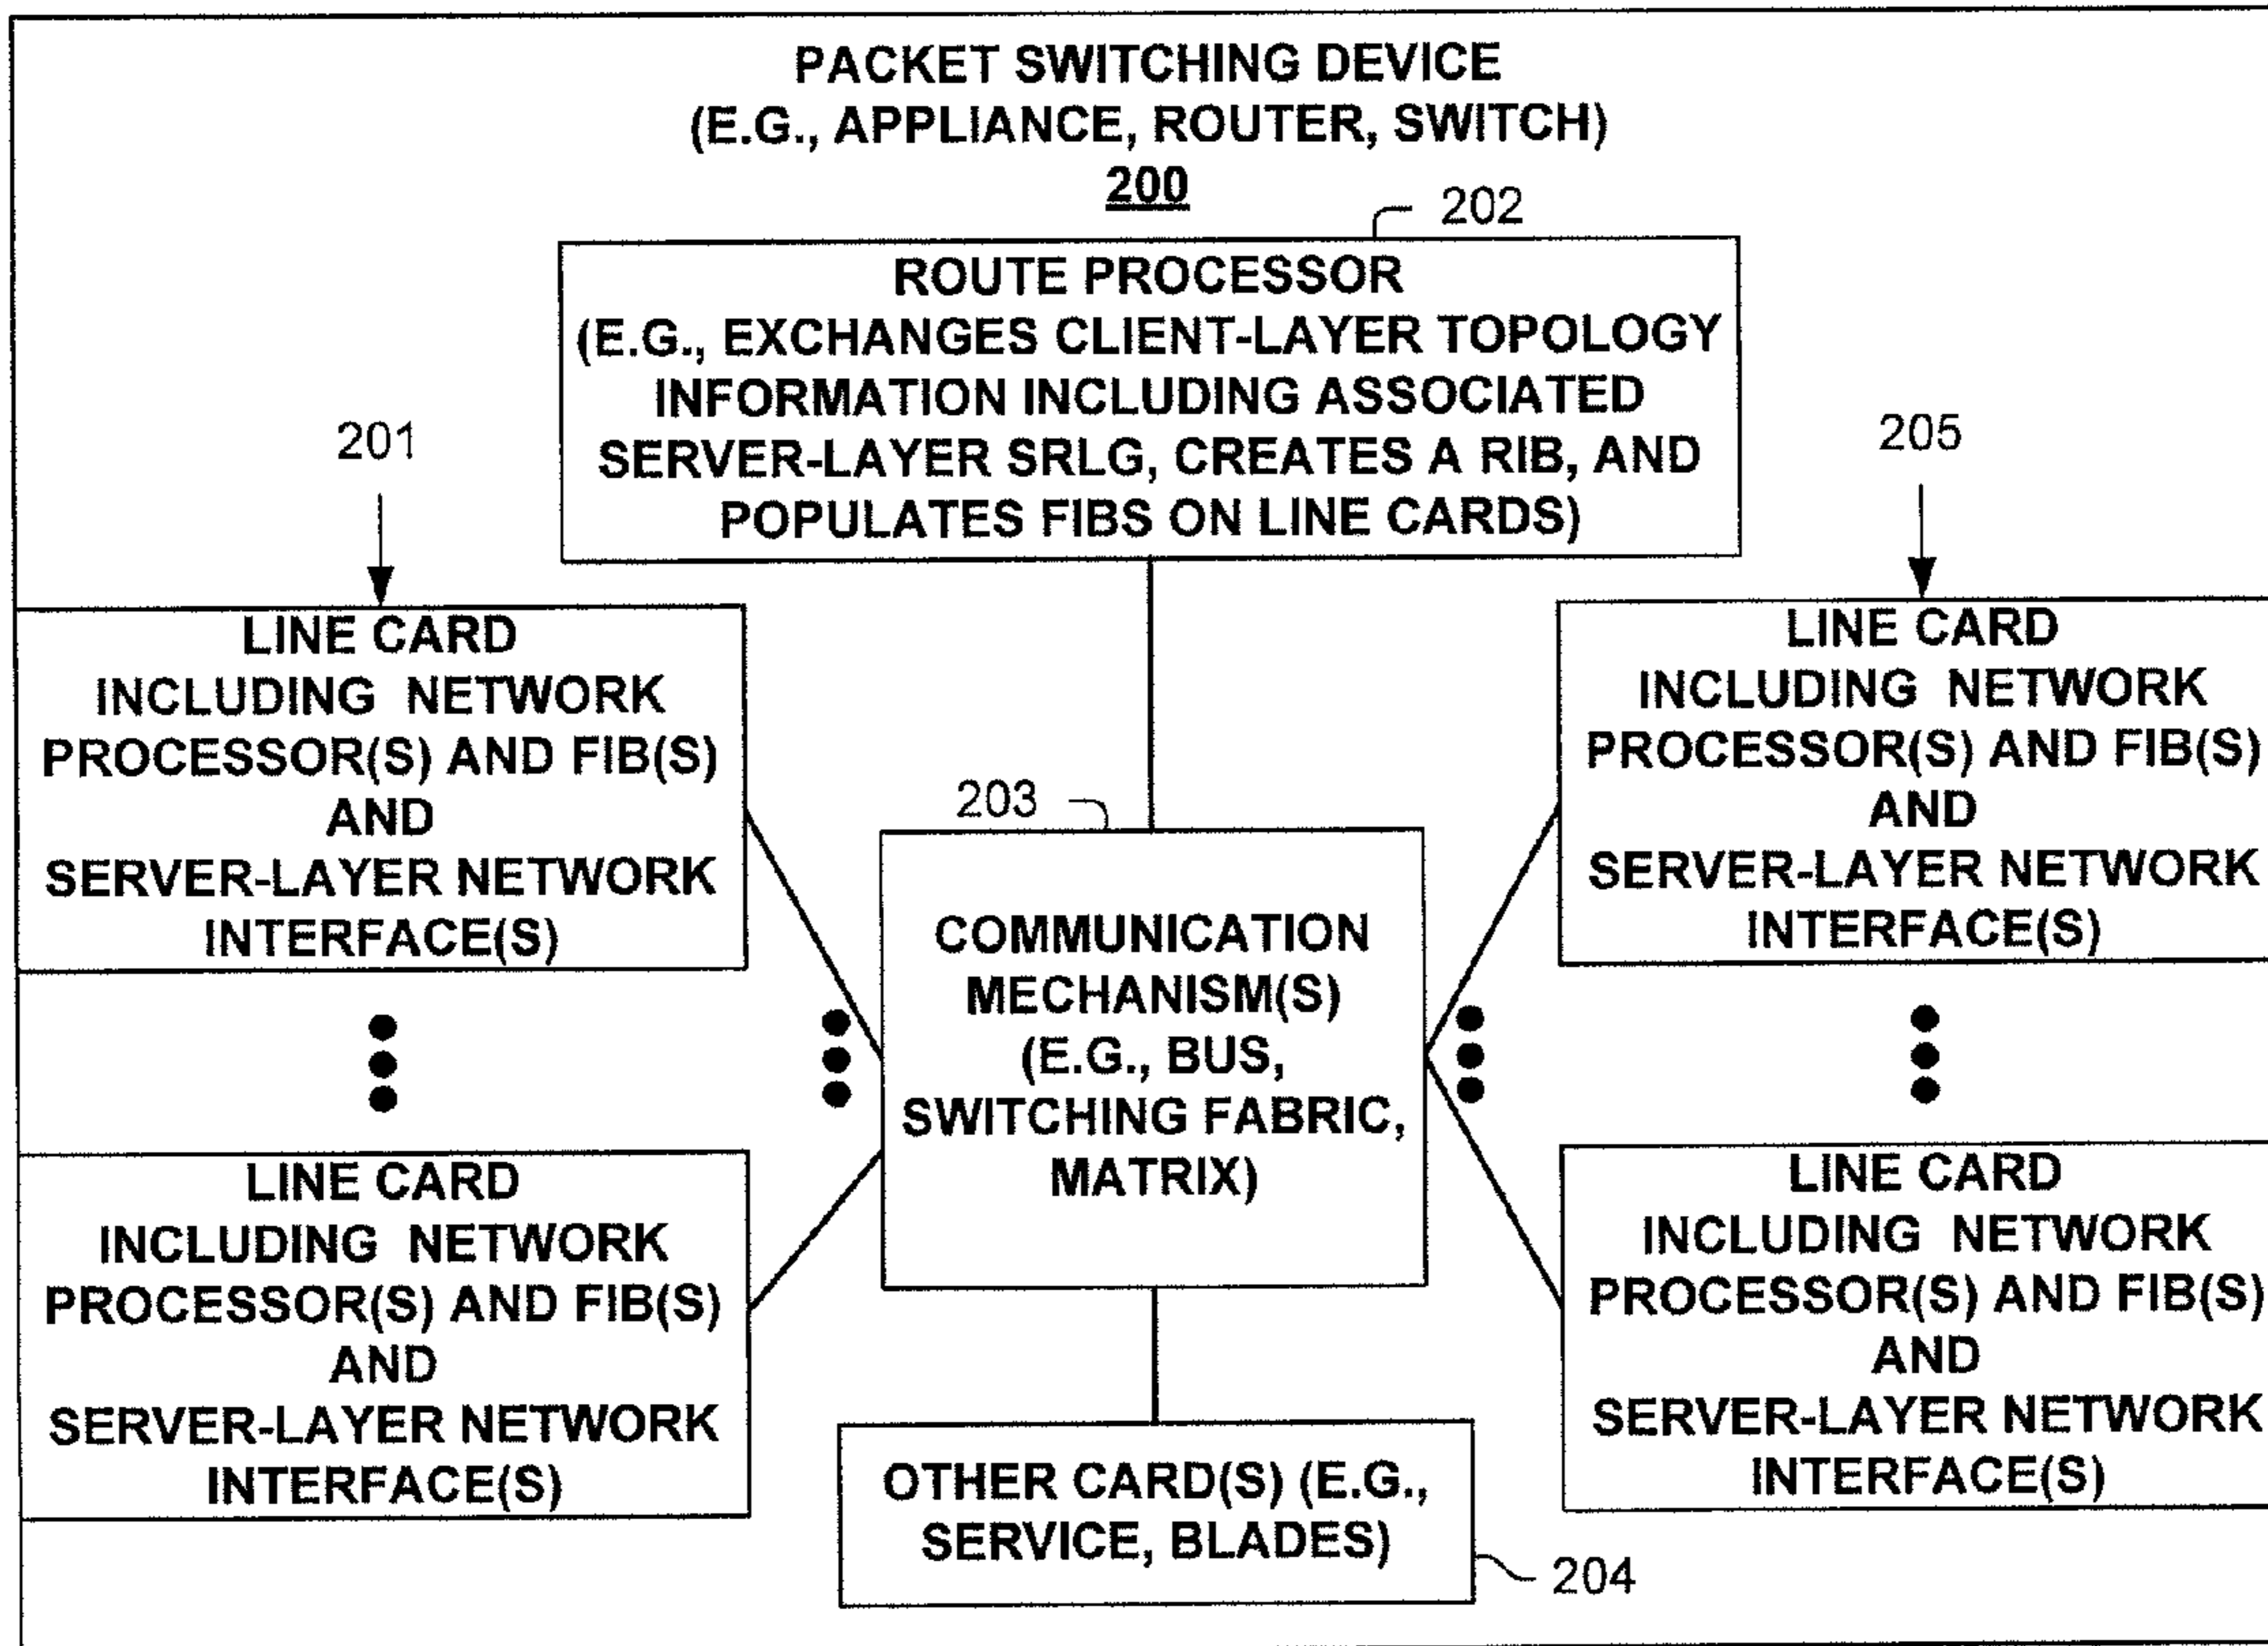 PACKET SWITCHING DEVICE
(E.G., APPLIANCE, ROUTER, SWITCH)
200
202
ROUTE PROCESSOR
(E.G., EXCHANGES CLIENT-LAYER TOPOLOGY
INFORMATION INCLUDING ASSOCIATED
SERVER-LAYER SRLG, CREATES A RIB, AND
POPULATES FIBS ON LINE CARDS)
201
205
LINE CARD
INCLUDING NETWORK
PROCESSOR(S) AND FIB(S)
AND
SERVER-LAYER NETWORK
INTERFACE(S)
LINE CARD
INCLUDING NETWORK
PROCESSOR(S) AND FIB(S)
AND
SERVER-LAYER NETWORK
INTERFACE(S)
203
COMMUNICATION
MECHANISM(S)
(E.G., BUS,
SWITCHING FABRIC,
MATRIX)
LINE CARD
INCLUDING NETWORK
PROCESSOR(S) AND FIB(S)
AND
SERVER-LAYER NETWORK
INTERFACE(S)
LINE CARD
INCLUDING NETWORK
PROCESSOR(S) AND FIB(S)
AND
SERVER-LAYER NETWORK
INTERFACE(S)
OTHER CARD(S) (E.G.,
SERVICE, BLADES)
204